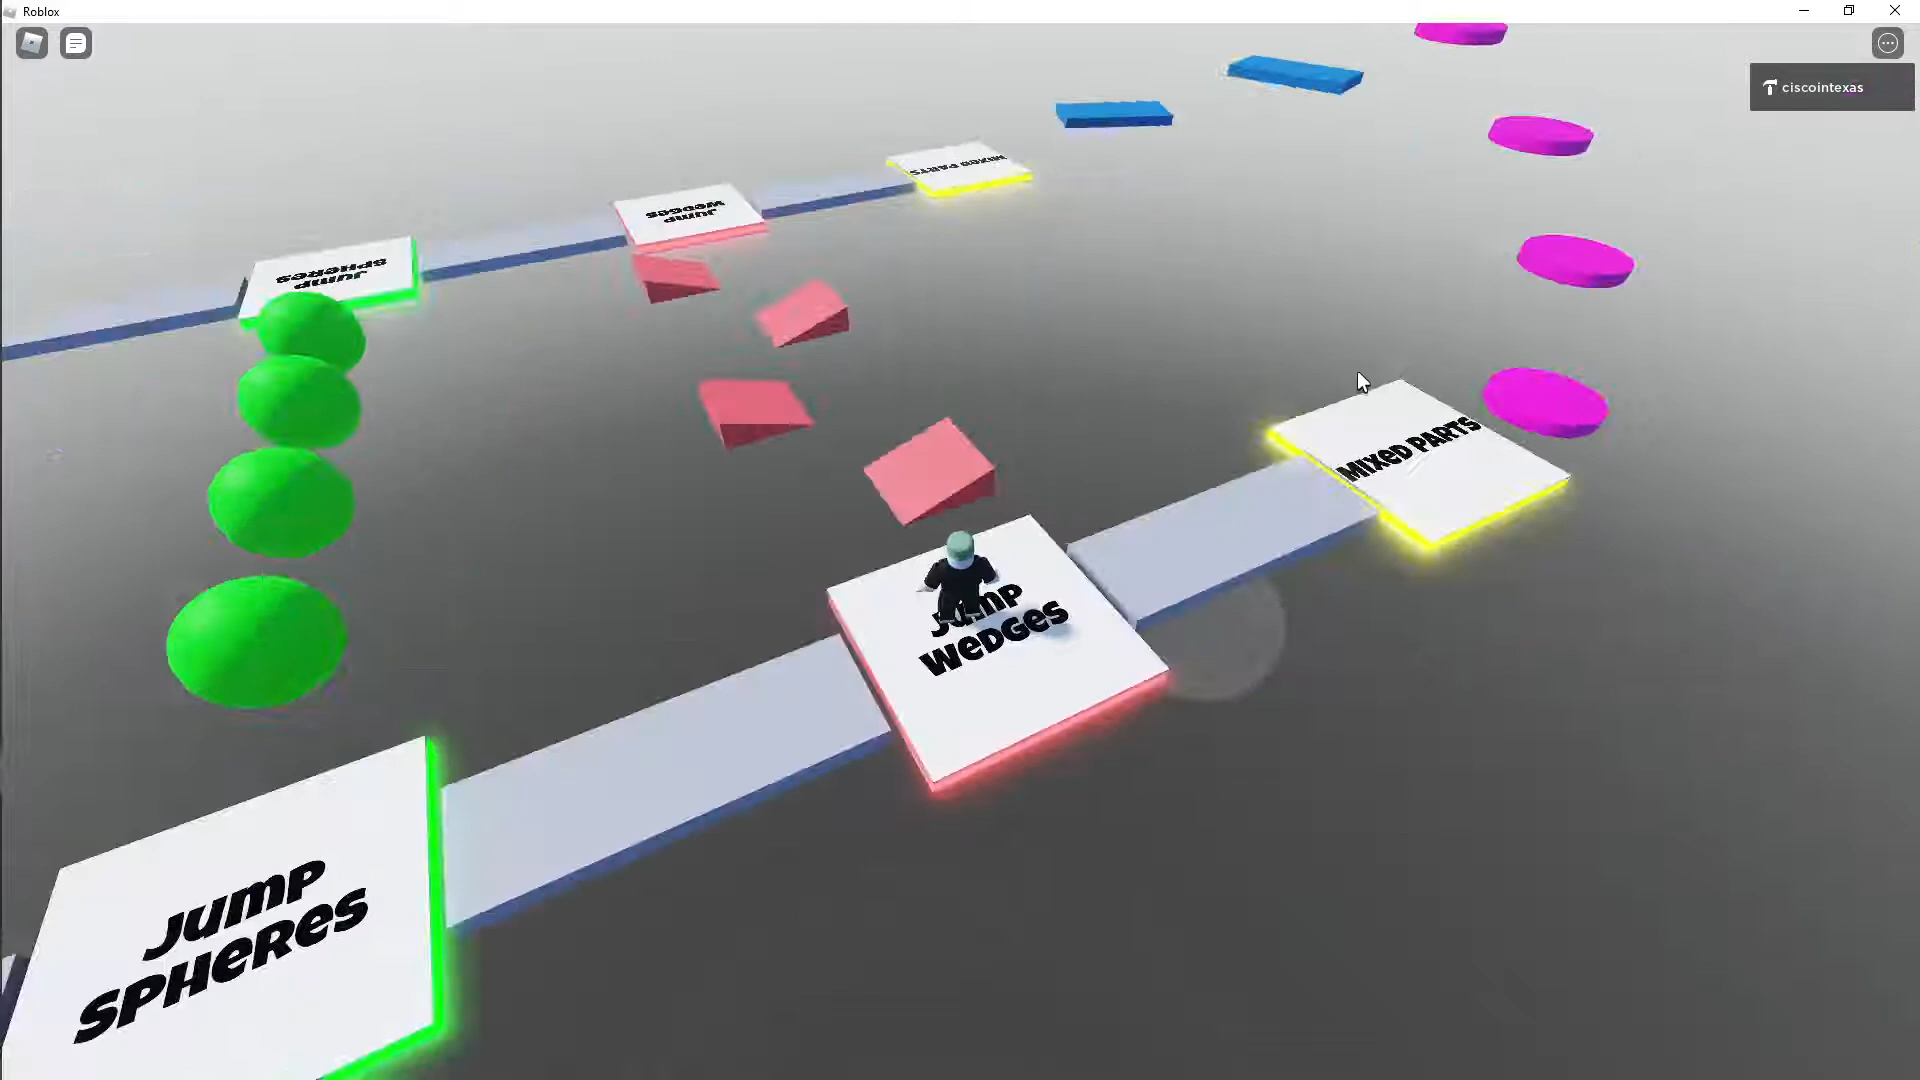 Roblox
ciscointexas
MIXED PARTS
JUMP
WEDGES
JUMP
SPHERES
MIXED PARTS
JUMP
WEDGES
JUMP
SPHERES